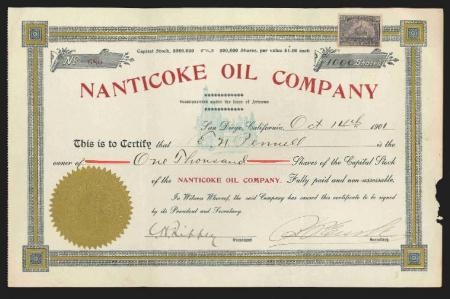 Capital Stock, $300,000 300,000 Shares, par value $1.00 each
No 680 1000 Shares
NANTICOKE OIL COMPANY
Incorporated under the laws of Arizona
San Diego, California, Oct 14th 1901
This is to Certify that Pennell is the
owner of One Thousand Shares of the Capital Stock
of the NANTICOKE OIL COMPANY. Fully paid and non-assessable.
In Witness Whereof, the said Company has caused this certificate to be signed
by its President and Secretary.
President Secretary